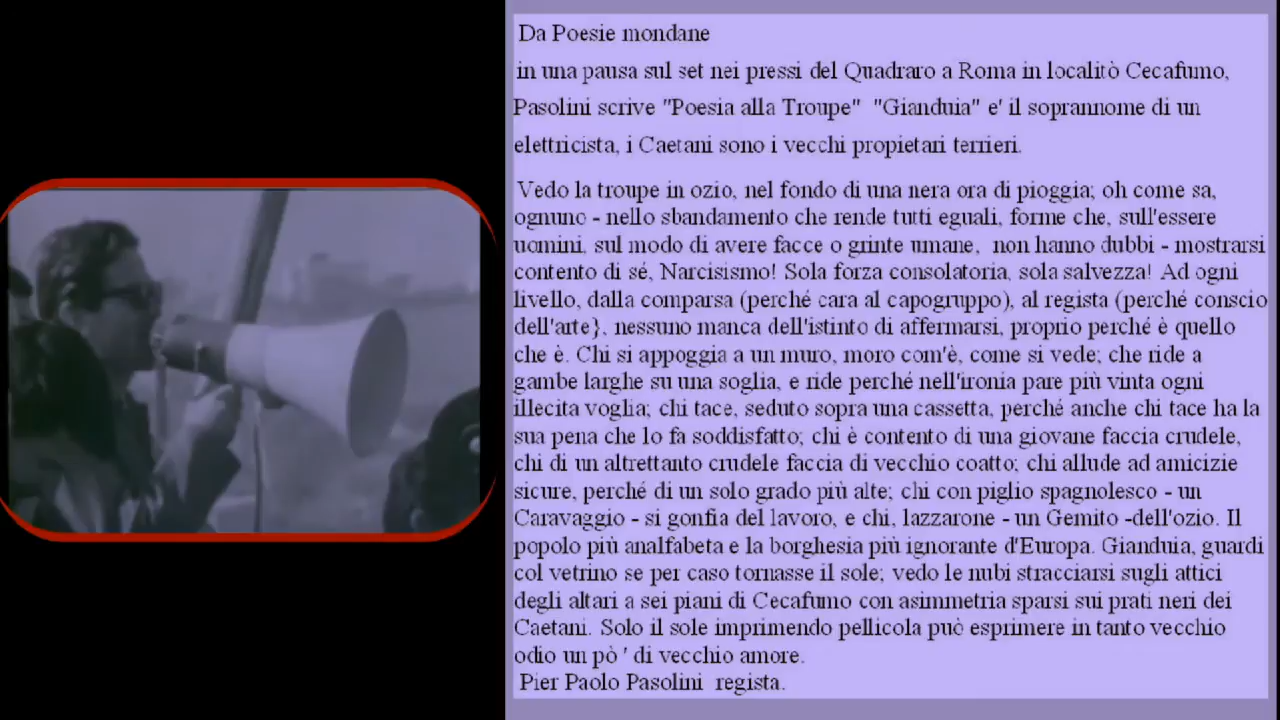 Da Poesie mondane
in una pausa sul set nei pressi del Quadraro a Roma in localitò Cecafumo,
Pasolini scrive "Poesia alla Troupe"  "Gianduia" e' il soprannome di un
elettricista, i Caetani sono i vecchi propietari terrieri.
Vedo la troupe in ozio, nel fondo di una nera ora di pioggia; oh come sa,
ognuno - nello sbandamento che rende tutti eguali, forme che, sull'essere
uomini, sul modo di avere facce o grinte umane,  non hanno dubbi - mostrarsi
contento di sé, Narcisismo! Sola forza consolatoria, sola salvezza! Ad ogni
livello, dalla comparsa (perché cara al capogruppo), al regista (perché conscio
dell'arte}, nessuno manca dell'istinto di affermarsi, proprio perché è quello
che è. Chi si appoggia a un muro, moro com'è, come si vede; che ride a
gambe larghe su una soglia, e ride perché nell'ironia pare più vinta ogni
illecita voglia; chi tace, seduto sopra una cassetta, perché anche chi tace ha la
sua pena che lo fa soddisfatto; chi è contento di una giovane faccia crudele,
chi di un altrettanto crudele faccia di vecchio coatto; chi allude ad amicizie
sicure, perché di un solo grado più alte; chi con piglio spagnolesco - un
Caravaggio - si gonfia del lavoro, e chi, lazzarone - un Gemito -dell'ozio. Il
popolo più analfabeta e la borghesia più ignorante d'Europa. Gianduia, guardi
col vetrino se per caso tornasse il sole; vedo le nubi stracciarsi sugli attici
degli altari a sei piani di Cecafumo con asimmetria sparsi sui prati neri dei
Caetani. Solo il sole imprimendo pellicola può esprimere in tanto vecchio
odio un pò ' di vecchio amore.
Pier Paolo Pasolini  regista.